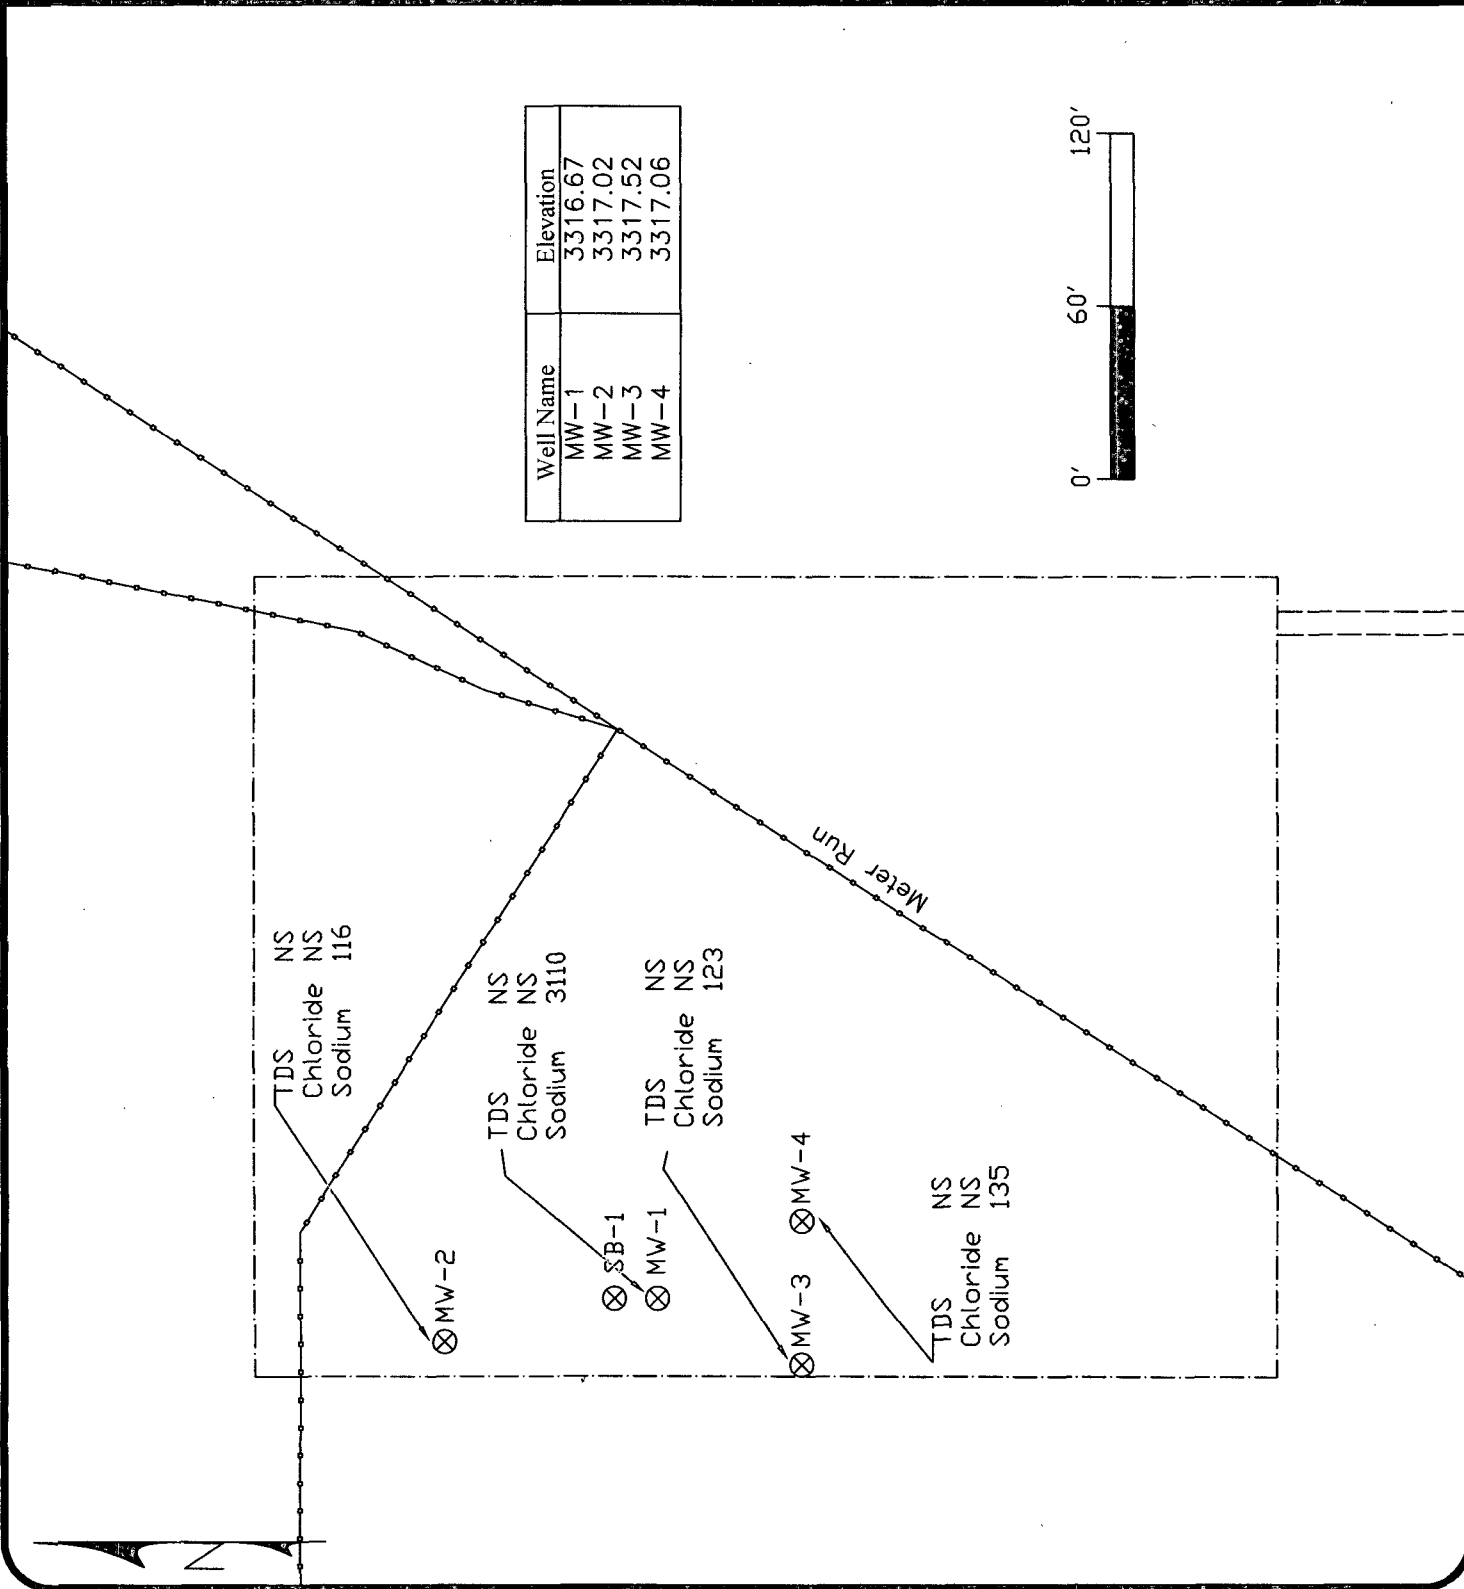 N
TDS NS
Chloride NS
Sodium 116
MW-2
TDS NS
Chloride NS
Sodium 3110
SB-1
MW-1
TDS NS
Chloride NS
Sodium 123
MW-3
MW-4
TDS NS
Chloride NS
Sodium 135
Meter Run
Well Name Elevation
MW-1 3316.67
MW-2 3317.02
MW-3 3317.52
MW-4 3317.06
0' 60' 120'